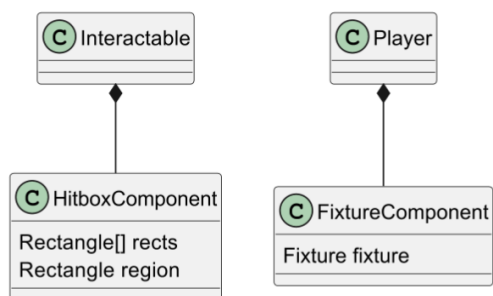 C Interactable
C Player
C HitboxComponent
Rectangle[] rects
Rectangle region
C FixtureComponent
Fixture fixture